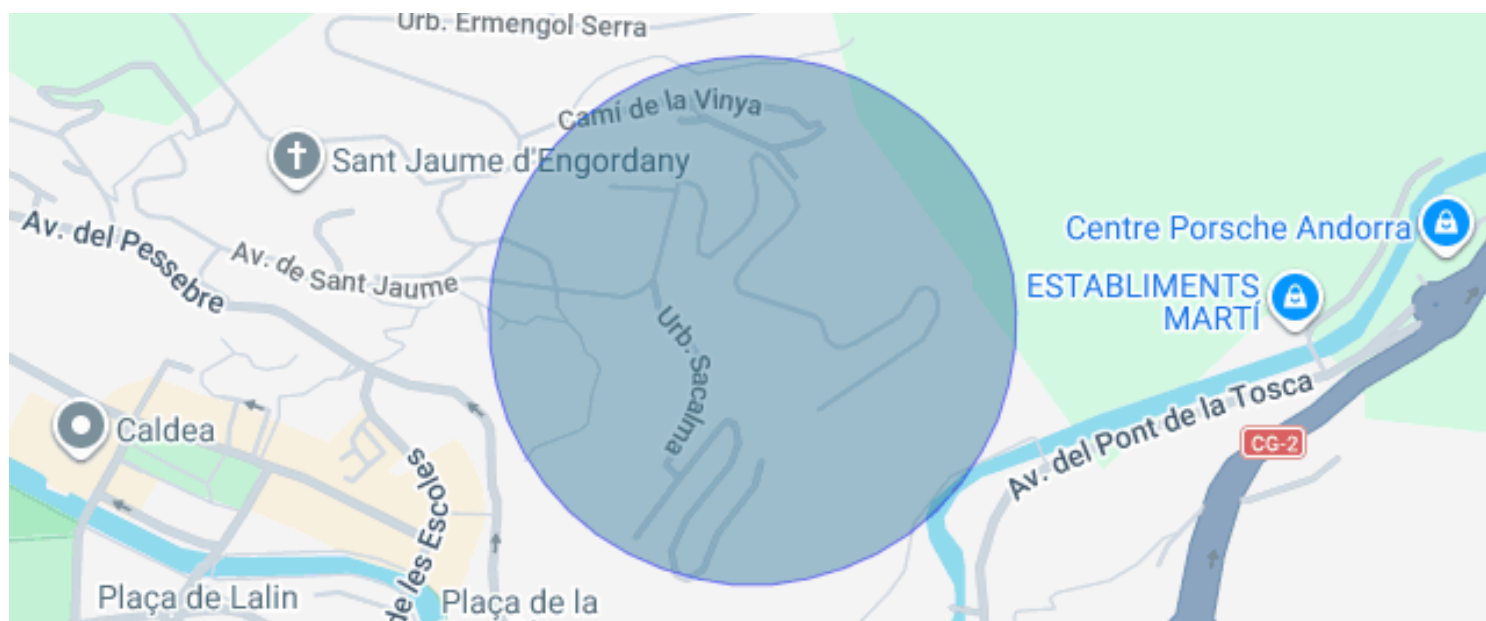 Urb. Ermengol Serra
Camí de la Vinya
Sant Jaume d'Engordany
Av. del Pessebre
Av. de Sant Jaume
Centre Porsche Andorra
ESTABLIMENTS
MARTÍ
Urb. Sacalma
Av. del Pont de la Tosca
CG-2
Caldea
de les Escoles
Plaça de Lalin
Plaça de la